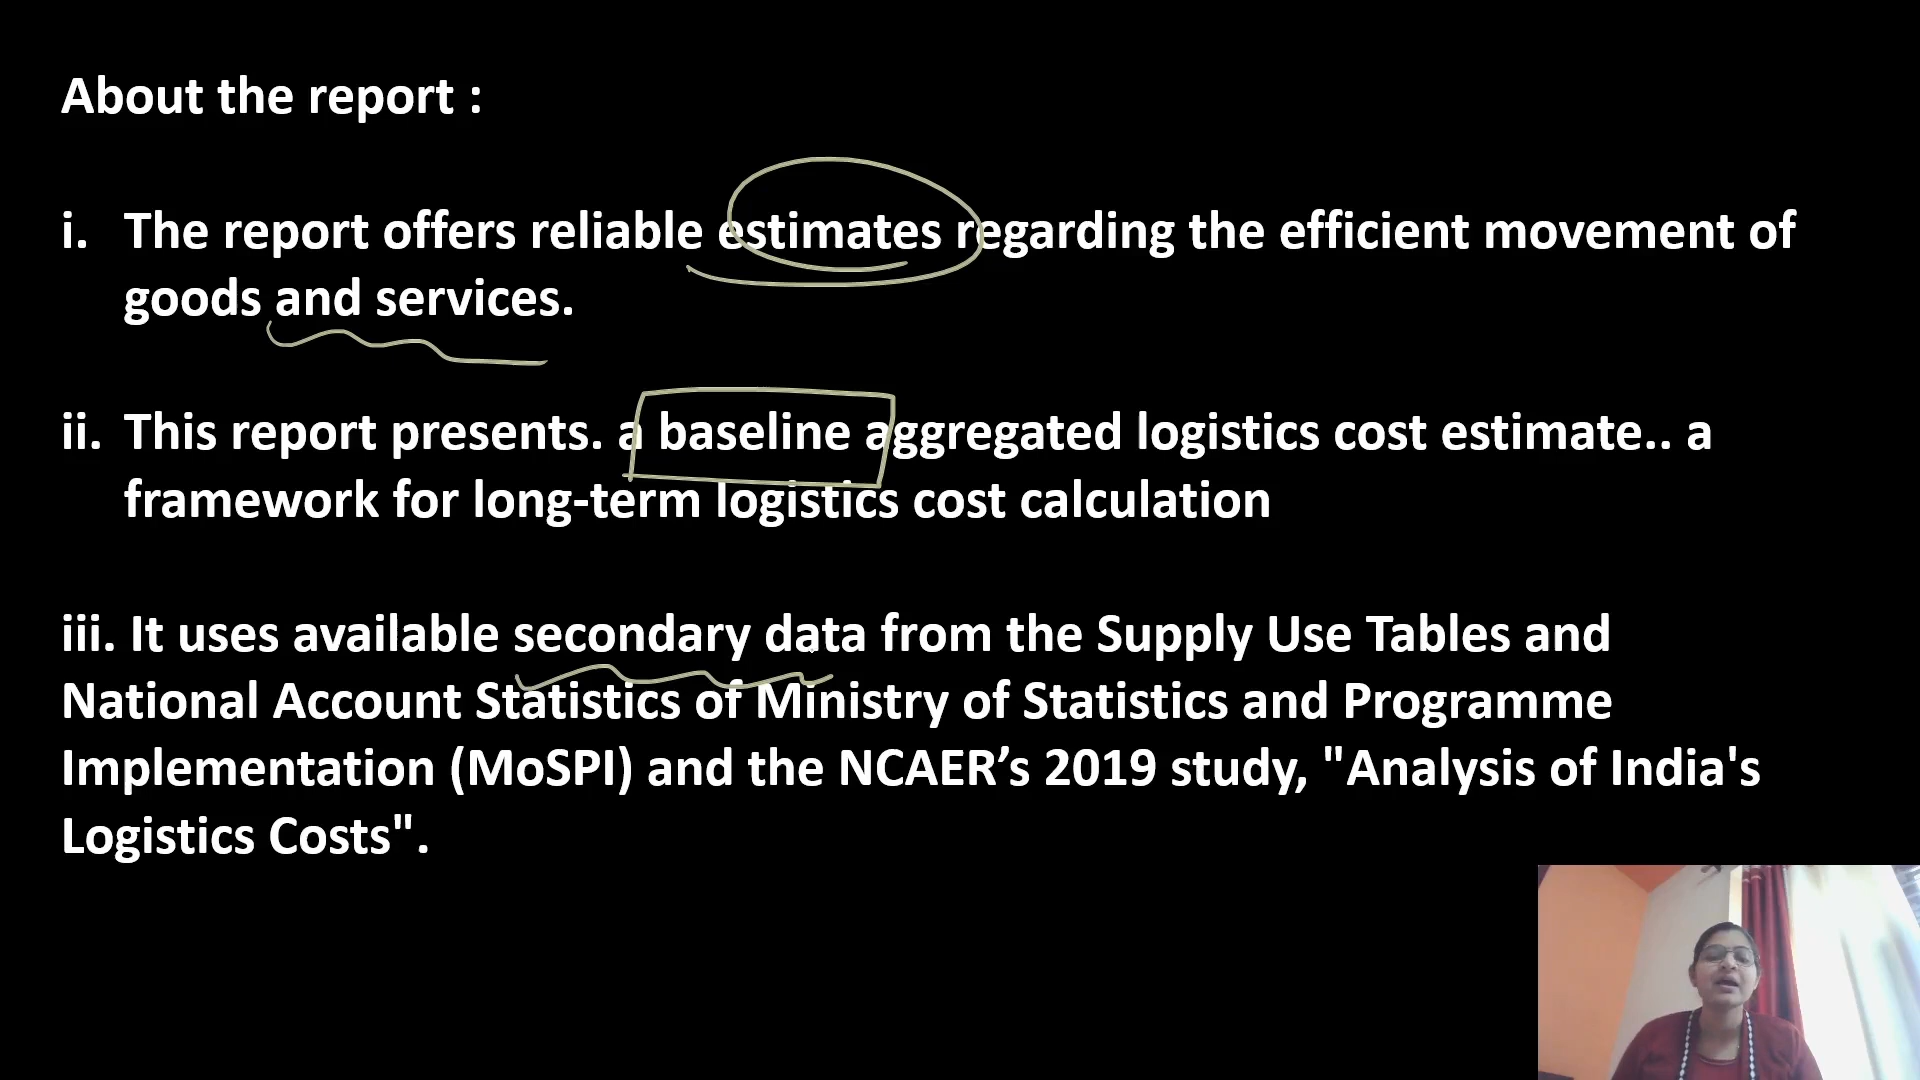 About the report :
i. The report offers reliable estimates regarding the efficient movement of
goods and services.
ii. This report presents. a baseline aggregated logistics cost estimate.. a
framework for long-term logistics cost calculation
iii. It uses available secondary data from the Supply Use Tables and
National Account Statistics of Ministry of Statistics and Programme
Implementation (MoSPI) and the NCAER’s 2019 study, "Analysis of India's
Logistics Costs".